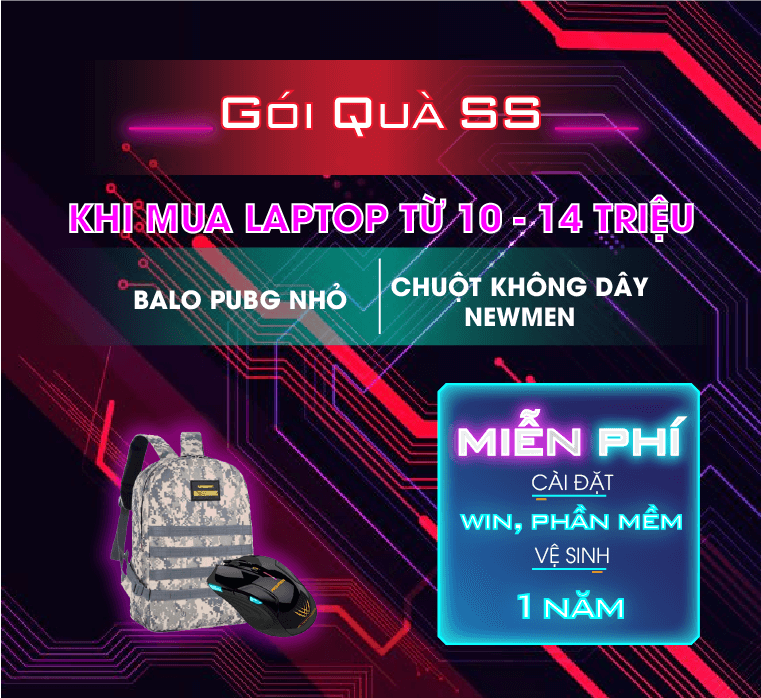 Gói Quà SS
KHI MUA LAPTOP TỪ 10 - 14 TRIỆU
BALO PUBG NHỎ
CHUỘT KHÔNG DÂY
NEWMEN
MIỄN PHÍ
CÀI ĐẶT
WIN, PHẦN MỀM
VỆ SINH
1 NĂM